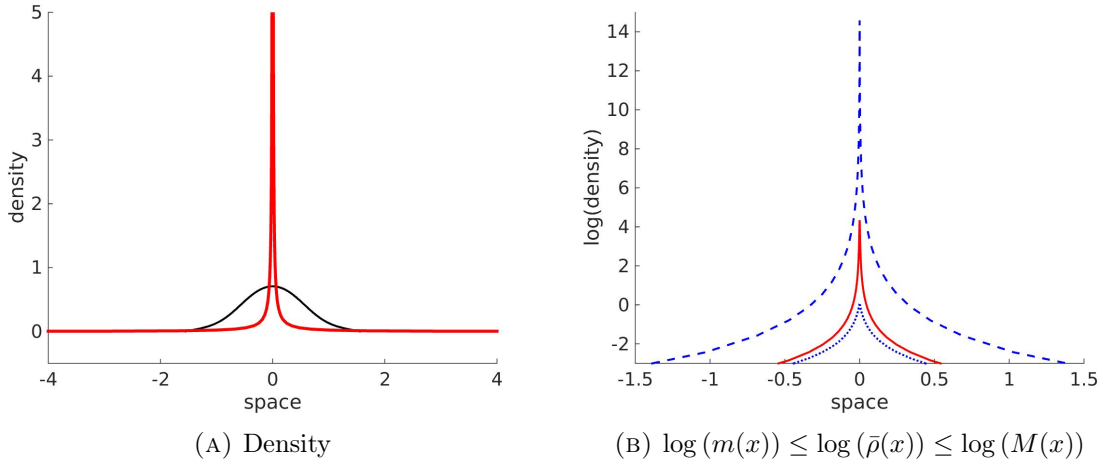 5
4
3
2
1
0
density
-4 -2 0 2 4
space
(A) Density
14
12
10
8
6
4
2
0
-2
log(density)
-1.5 -1 -0.5 0 0.5 1 1.5
space
(B) log (m(x)) ≤ log (ρ̄(x)) ≤ log (M(x))